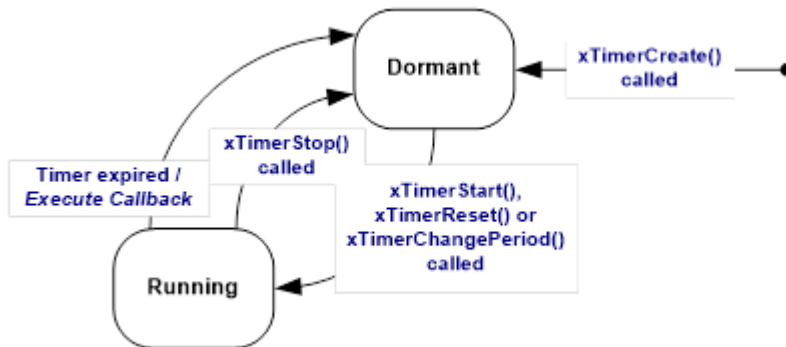 Dormant
xTimerCreate()
called
xTimerStop()
called
Timer expired /
Execute Callback
xTimerStart(),
xTimerReset() or
xTimerChangePeriod()
called
Running